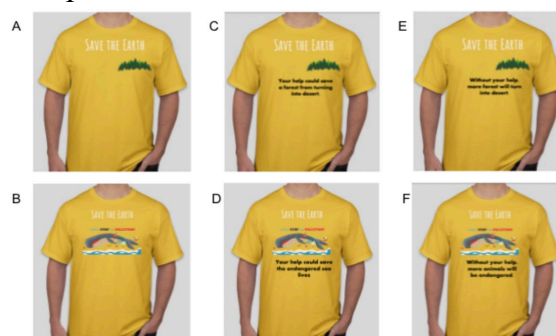 A
C
E
SAVE THE EARTH
SAVE THE EARTH
SAVE THE EARTH
Your help could save
a forest from turning
into desert
Without your help
more forest will turn
into desert
B
D
F
SAVE THE EARTH
SAVE THE EARTH
SAVE THE EARTH
Your help could save
the endangered sea
lives
Without your help,
more animals will
be endangered